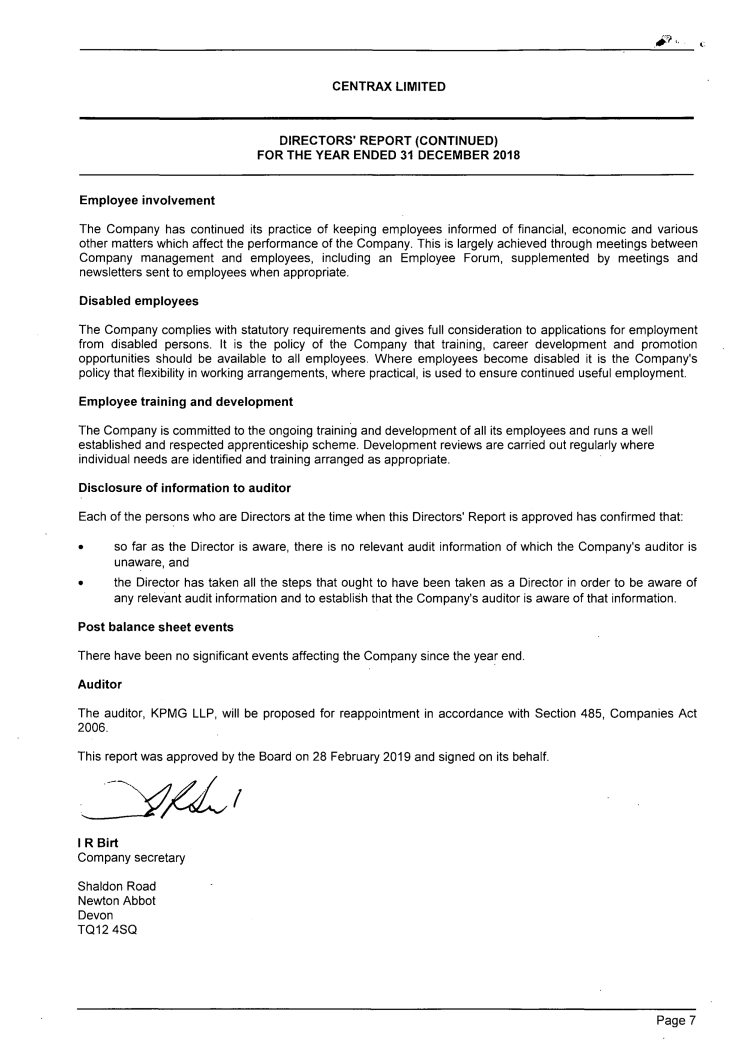 CENTRAX LIMITED
DIRECTORS' REPORT (CONTINUED)
FOR THE YEAR ENDED 31 DECEMBER 2018
Employee involvement
The Company has continued its practice of keeping employees informed of financial, economic and various
other matters which affect the performance of the Company. This is largely achieved through meetings between
Company management and employees, including an Employee Forum, supplemented by meetings and
newsletters sent to employees when appropriate.
Disabled employees
The Company complies with statutory requirements and gives full consideration to applications for employment
from disabled persons. It is the policy of the Company that training, career development and promotion
opportunities should be available to all employees. Where employees become disabled it is the Company's
policy that flexibility in working arrangements, where practical, is used to ensure continued useful employment.
Employee training and development
The Company is committed to the ongoing training and development of all its employees and runs a well
established and respected apprenticeship scheme. Development reviews are carried out regularly where
individual needs are identified and training arranged as appropriate.
Disclosure of information to auditor
Each of the persons who are Directors at the time when this Directors' Report is approved has confirmed that:
• so far as the Director is aware, there is no relevant audit information of which the Company's auditor is
unaware, and
• the Director has taken all the steps that ought to have been taken as a Director in order to be aware of
any relevant audit information and to establish that the Company's auditor is aware of that information.
Post balance sheet events
There have been no significant events affecting the Company since the year end.
Auditor
The auditor, KPMG LLP, will be proposed for reappointment in accordance with Section 485, Companies Act
2006.
This report was approved by the Board on 28 February 2019 and signed on its behalf.
I R Birt
Company secretary
Shaldon Road
Newton Abbot
Devon
TQ12 4SQ
Page 7